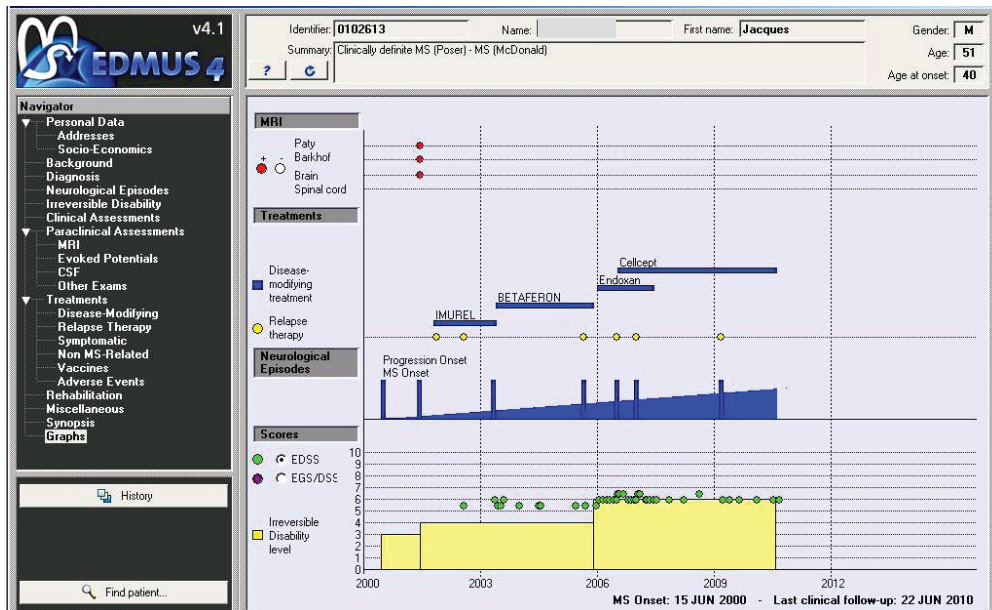 v4.1
EDMUS 4
Identifier: 0102613 Name: First name: Jacques Gender: M
Summary: Clinically definite MS (Poser) - MS (McDonald) Age: 51
? Age at onset: 40
Navigator
Personal Data
Addresses
Socio-Economics
Background
Diagnosis
Neurological Episodes
Irreversible Disability
Clinical Assessments
Paraclinical Assessments
MRI
Evoked Potentials
CSF
Other Exams
Treatments
Disease-Modifying
Relapse Therapy
Symptomatic
Non MS-Related
Vaccines
Adverse Events
Rehabilitation
Miscellaneous
Synopsis
Graphs
History
Find patient...
MRI
+ -
Paty
Barkhof
Brain
Spinal cord
Treatments
Disease-
modifying
treatment
Cellcept
Endoxan
BETAFERON
IMUREL
Relapse
therapy
Neurological
Episodes
Progression Onset
MS Onset
Scores
EDSS
EGS/DSS
Irreversible
Disability
level
10
9
8
7
6
5
4
3
2
1
0
2000 2003 2006 2009 2012
MS Onset: 15 JUN 2000 - Last clinical follow-up: 22 JUN 2010